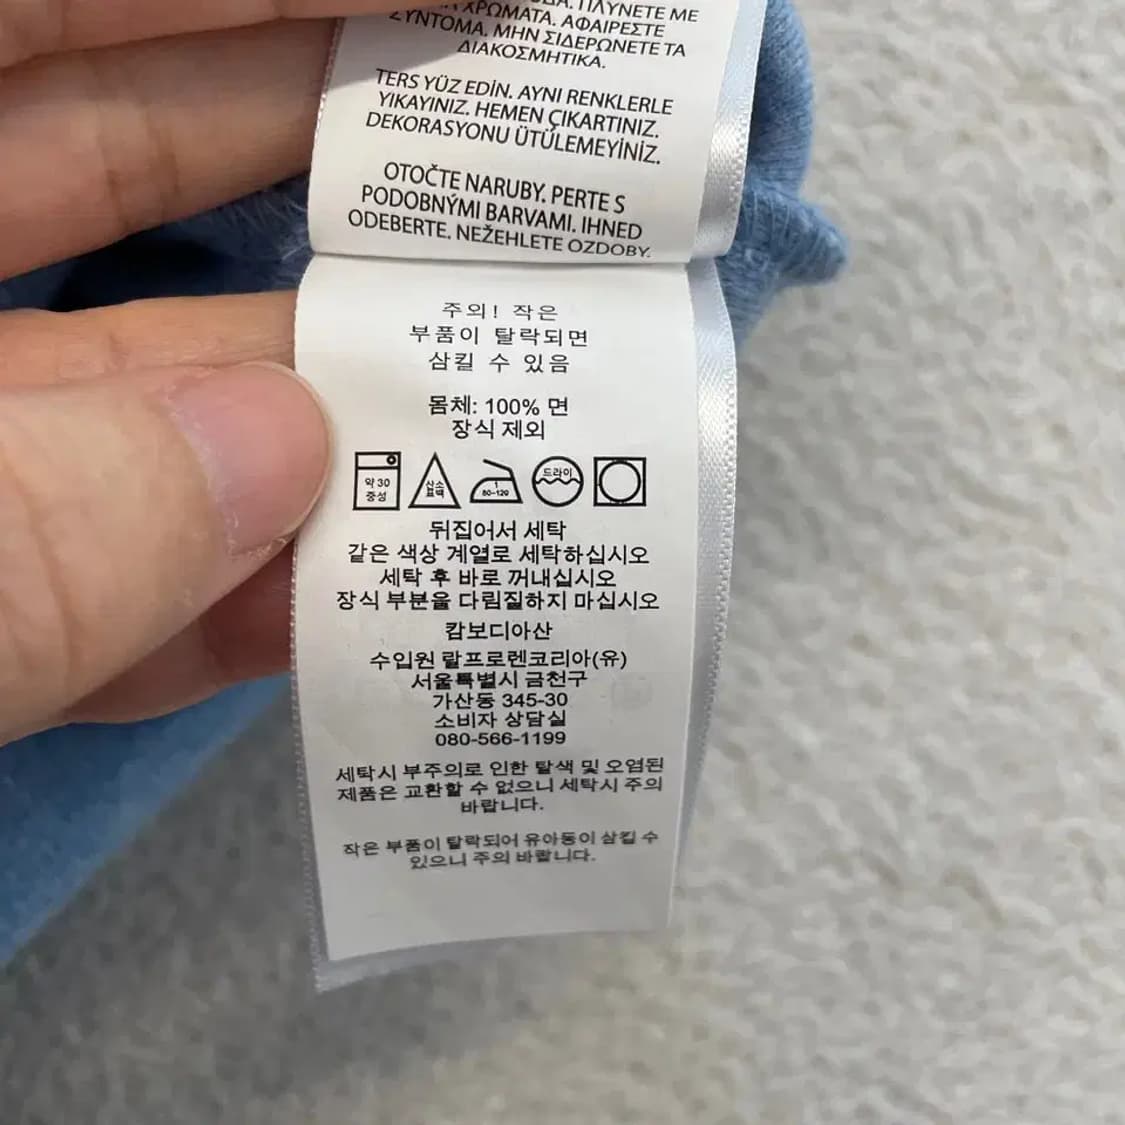 ΠΛΥΝΕΤΕ ΜΕ
ΧΡΩΜΑΤΑ. ΑΦΑΙΡΕΣΤΕ
ΣΥΝΤΟΜΑ. ΜΗΝ ΣΙΔΕΡΩΝΕΤΕ ΤΑ
ΔΙΑΚΟΣΜΗΤΙΚΑ.
TERS YÜZ EDİN. AYNI RENKLERLE
YIKAYINIZ. HEMEN ÇIKARTINIZ.
DEKORASYONU ÜTÜLEMEYİNİZ.
OTOČTE NARUBY. PERTE S
PODOBNÝMI BARVAMI. IHNED
ODEBERTE. NEŽEHLETE OZDOBY.
주의! 작은
부품이 탈락되면
삼킬 수 있음
몸체: 100% 면
장식 제외
약 30
중성
산소
표백
1
80-120
드라이
뒤집어서 세탁
같은 색상 계열로 세탁하십시오
세탁 후 바로 꺼내십시오
장식 부분을 다림질하지 마십시오
캄보디아산
수입원 랄프로렌코리아(유)
서울특별시 금천구
가산동 345-30
소비자 상담실
080-566-1199
세탁시 부주의로 인한 탈색 및 오염된
제품은 교환할 수 없으니 세탁시 주의
바랍니다.
작은 부품이 탈락되어 유아동이 삼킬 수
있으니 주의 바랍니다.